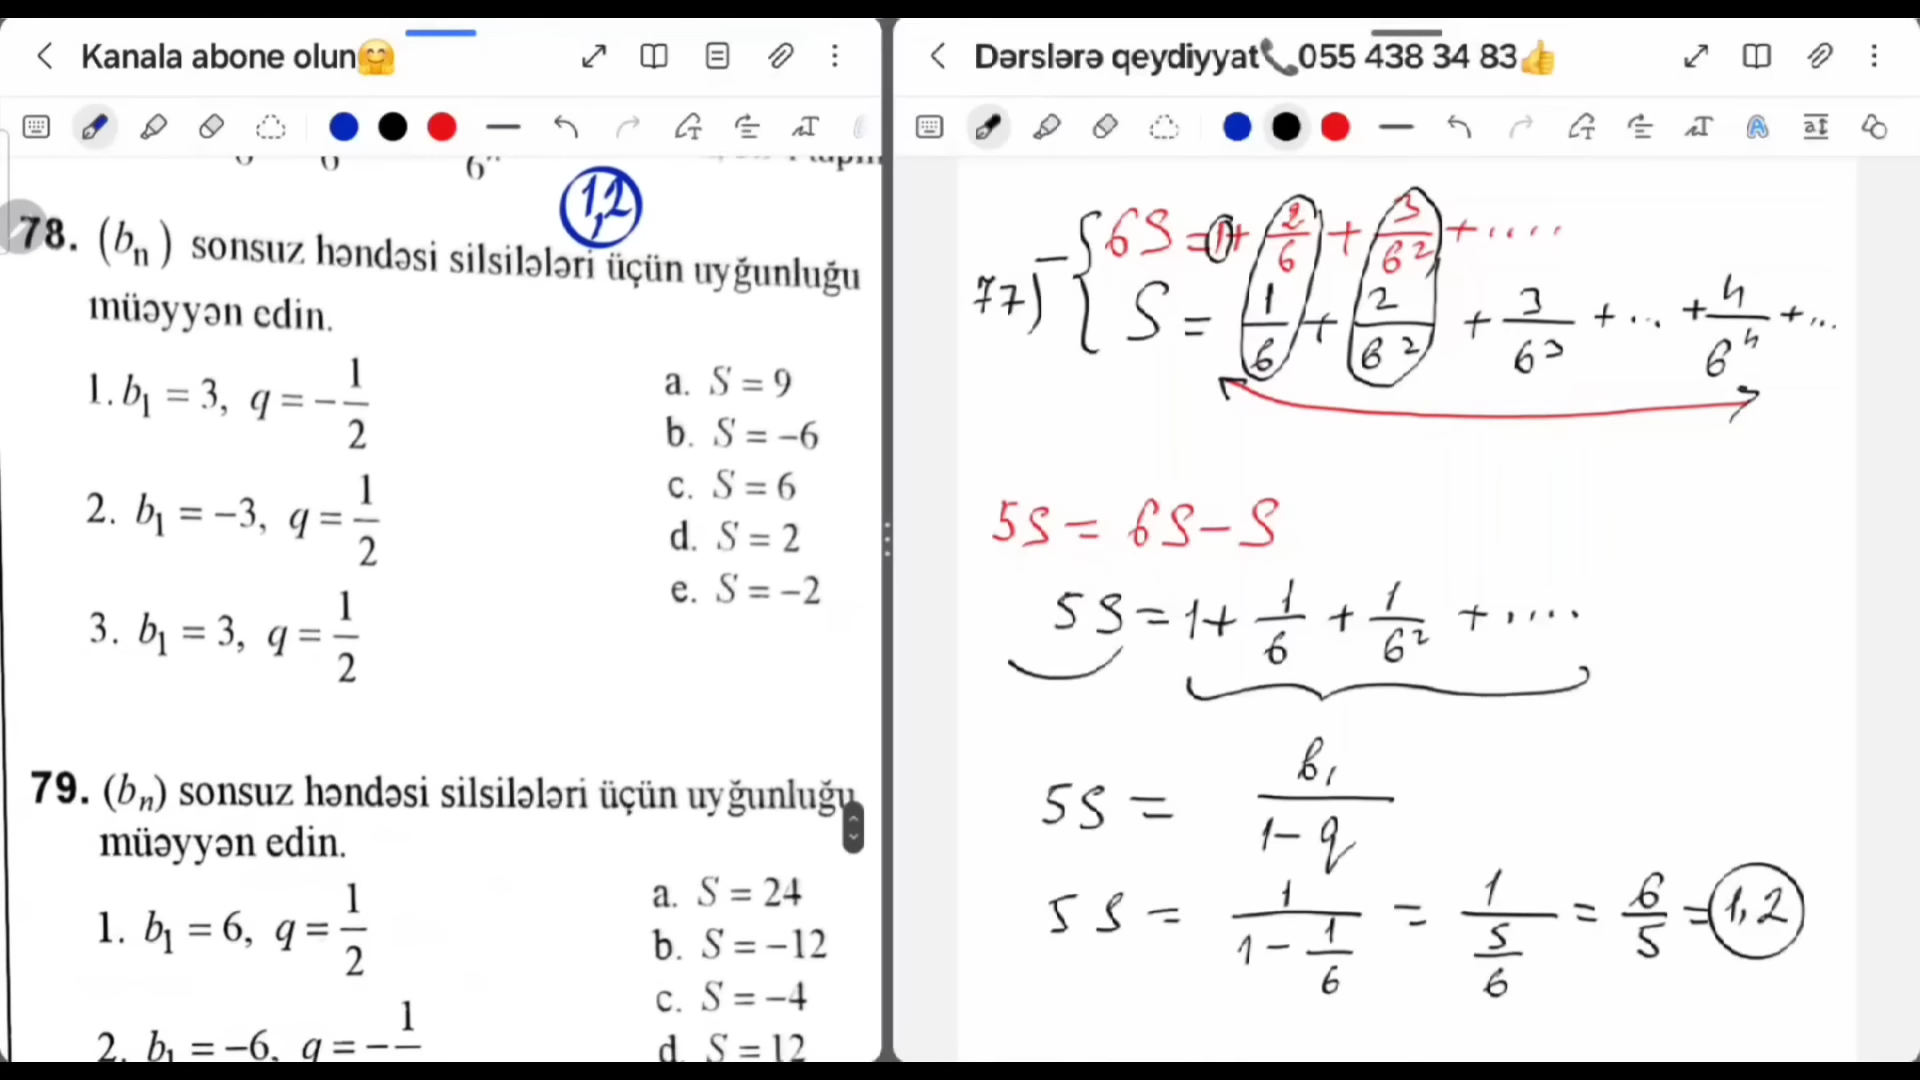 Kanala abone olun🤗
1,2
78. (bn) sonsuz həndəsi silsilələri üçün uyğunluğu
müəyyən edin.
1. b₁ = 3, q = -1/2
2. b₁ = -3, q = 1/2
3. b₁ = 3, q = 1/2
a. S = 9
b. S = -6
c. S = 6
d. S = 2
e. S = -2
79. (bn) sonsuz həndəsi silsilələri üçün uyğunluğu
müəyyən edin.
1. b₁ = 6, q = 1/2
2. b₁ = -6, q = -1
a. S = 24
b. S = -12
c. S = -4
d. S = 12
Dərslərə qeydiyyat📞055 438 34 83👍
6S = 1 + 2/6 + 3/6² + ....
77) S = 1/6 + 2/6² + 3/6³ + ... + 4/6⁴ + ...
5S = 6S - S
5S = 1 + 1/6 + 1/6² + ....
5S = b₁/(1 - q)
5S = 1/(1 - 1/6) = 1/(5/6) = 6/5 = 1,2